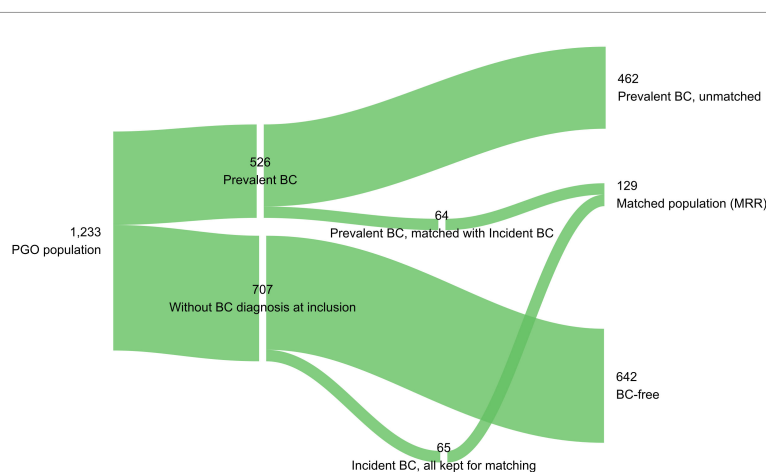 1,233
PGO population
526
Prevalent BC
707
Without BC diagnosis at inclusion
64
Prevalent BC, matched with Incident BC
65
Incident BC, all kept for matching
462
Prevalent BC, unmatched
129
Matched population (MRR)
642
BC-free